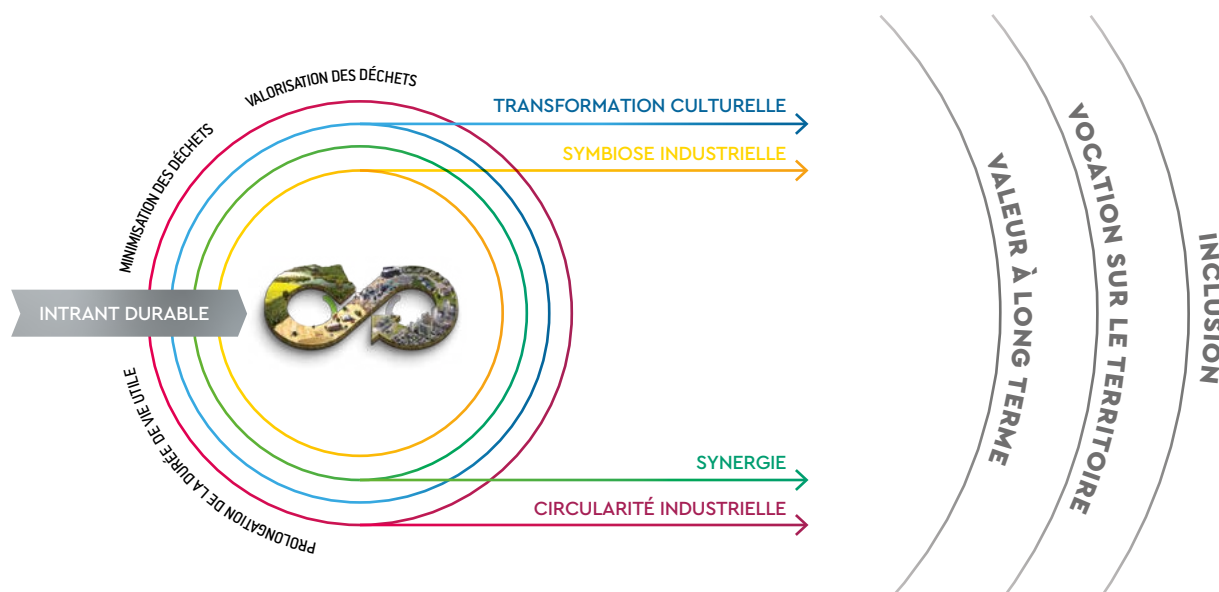 VALORISATION DES DÉCHETS
MINIMISATION DES DÉCHETS
INTRANT DURABLE
PROLONGATION DE LA DURÉE DE VIE UTILE
TRANSFORMATION CULTURELLE
SYMBIOSE INDUSTRIELLE
SYNERGIE
CIRCULARITÉ INDUSTRIELLE
VALEUR À LONG TERME
VOCATION SUR LE TERRITOIRE
INCLUSION